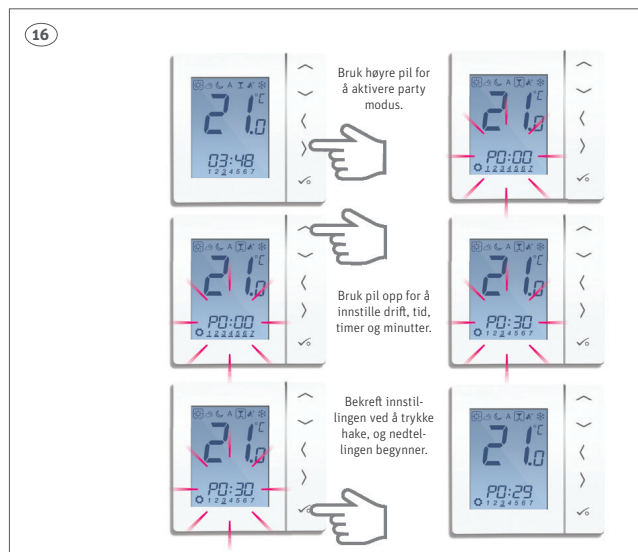 16
Bruk høyre pil for
å aktivere party
modus.
A
21.0 °C
03:48
1 2 3 4 5 6 7
A
21.0 °C
P0:00
1 2 3 4 5 6 7
A
21.0 °C
P0:00
1 2 3 4 5 6 7
Bruk pil opp for å
innstille drift, tid,
timer og minutter.
A
21.0 °C
P0:30
1 2 3 4 5 6 7
A
21.0 °C
P0:30
1 2 3 4 5 6 7
Bekreft innstil-
lingen ved å trykke
hake, og nedtel-
lingen begynner.
A
21.0 °C
P0:29
1 2 3 4 5 6 7